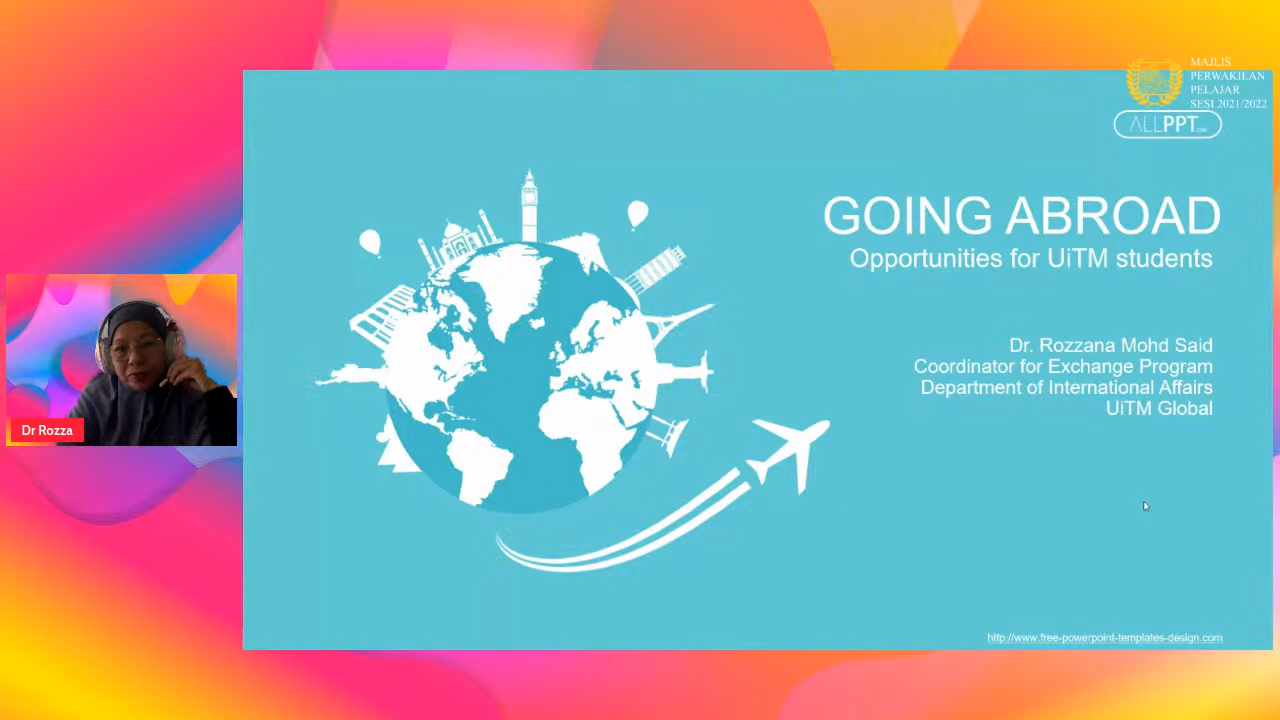 MAJLIS
PERWAKILAN
PELAJAR
SESI 2021/2022
ALLPPT.com
GOING ABROAD
Opportunities for UiTM students
Dr. Rozzana Mohd Said
Coordinator for Exchange Program
Department of International Affairs
UiTM Global
Dr Rozza
http://www.free-powerpoint-templates-design.com